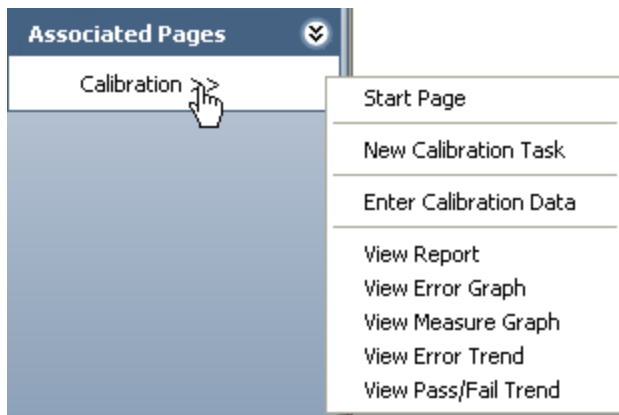 Associated Pages
Calibration >>
Start Page
New Calibration Task
Enter Calibration Data
View Report
View Error Graph
View Measure Graph
View Error Trend
View Pass/Fail Trend